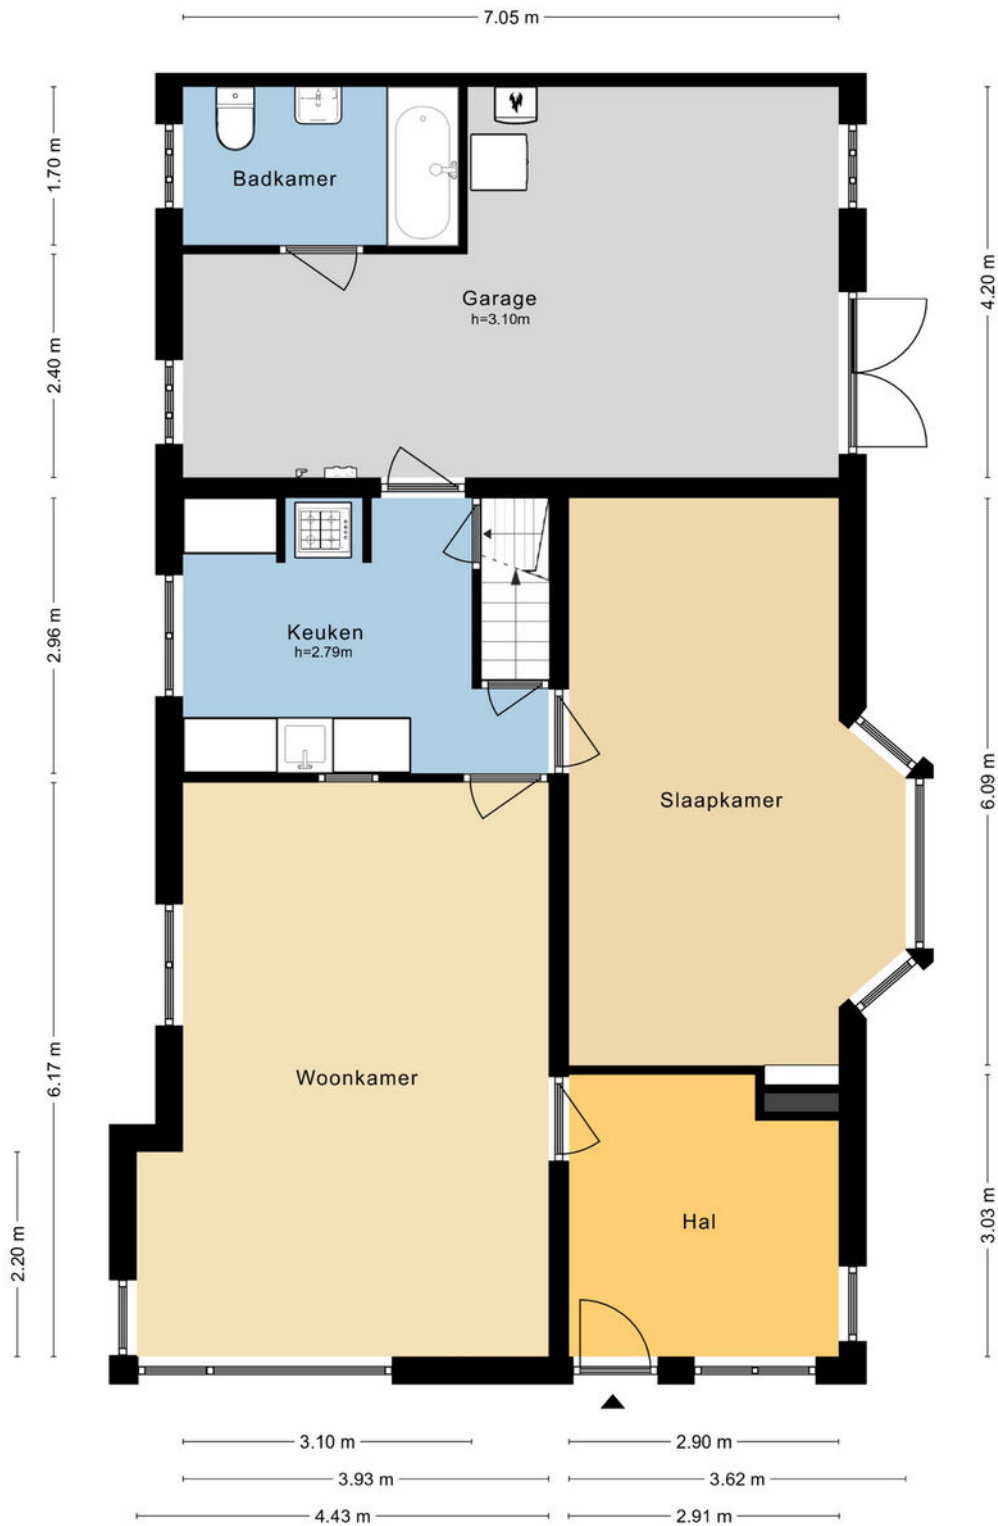 7.05 m
1.70 m
Badkamer
4.20 m
Garage
h=3.10m
2.40 m
2.96 m
Keuken
h=2.79m
6.09 m
Slaapkamer
6.17 m
Woonkamer
3.03 m
Hal
2.20 m
3.10 m
2.90 m
3.93 m
3.62 m
4.43 m
2.91 m